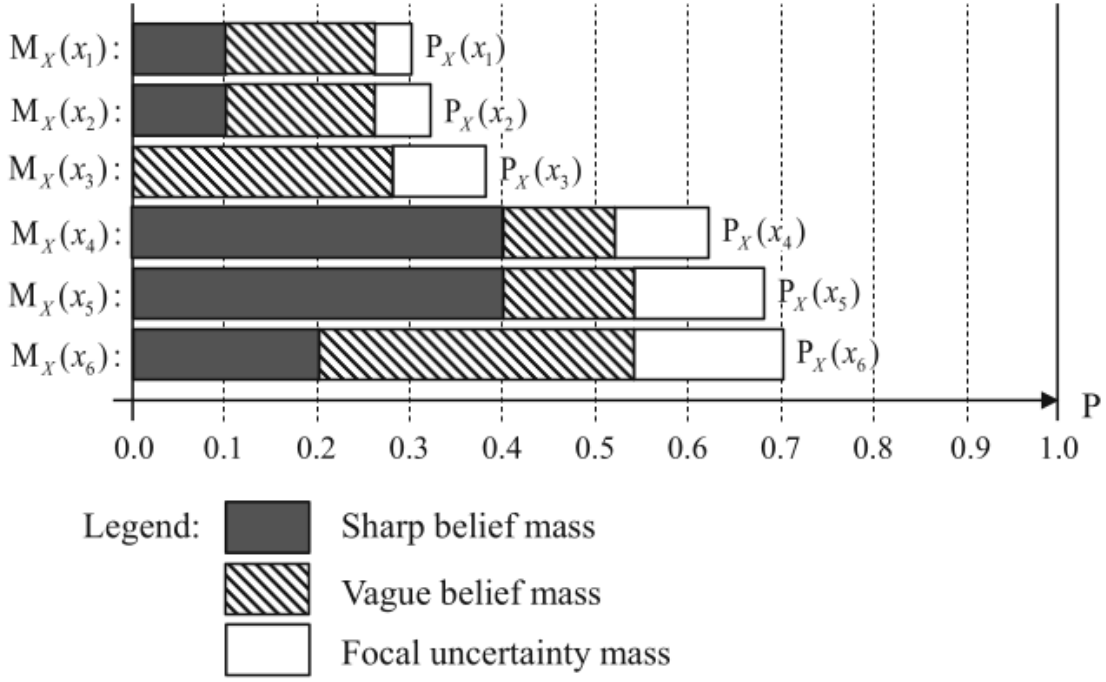 M_X(x_1): P_X(x_1)
M_X(x_2): P_X(x_2)
M_X(x_3): P_X(x_3)
M_X(x_4): P_X(x_4)
M_X(x_5): P_X(x_5)
M_X(x_6): P_X(x_6)
P
0.0 0.1 0.2 0.3 0.4 0.5 0.6 0.7 0.8 0.9 1.0
Legend: Sharp belief mass
Vague belief mass
Focal uncertainty mass